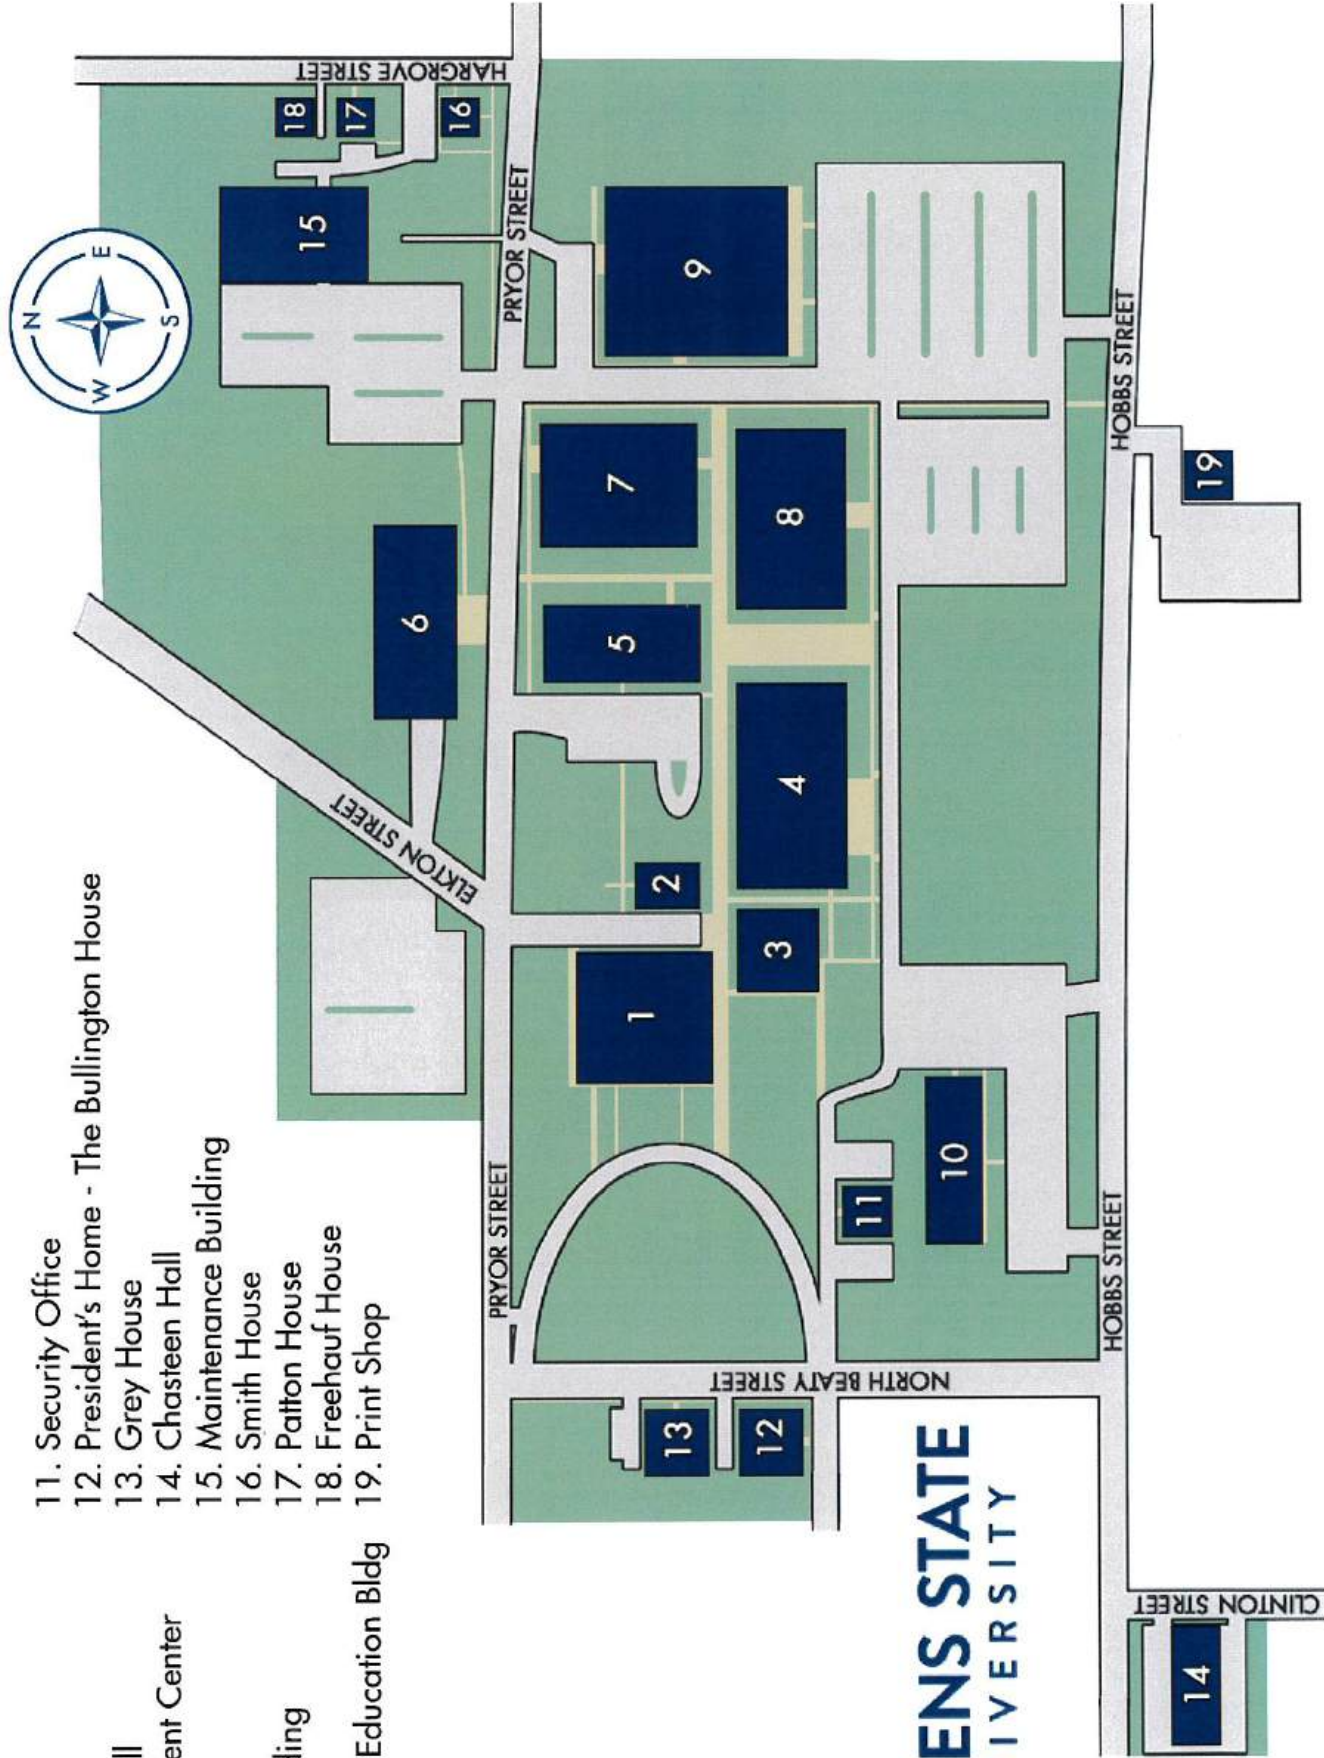 ll
ent Center
ding
Education Bldg
11. Security Office
12. President's Home - The Bullington House
13. Grey House
14. Chasteen Hall
15. Maintenance Building
16. Smith House
17. Patton House
18. Freehauf House
19. Print Shop
N
W
E
S
ELKTON STREET
HARGROVE STREET
PRYOR STREET
PRYOR STREET
NORTH BEATY STREET
HOBBS STREET
HOBBS STREET
CLINTON STREET
1
2
3
4
5
6
7
8
9
10
11
12
13
14
15
16
17
18
19
ENS STATE
IVERSITY